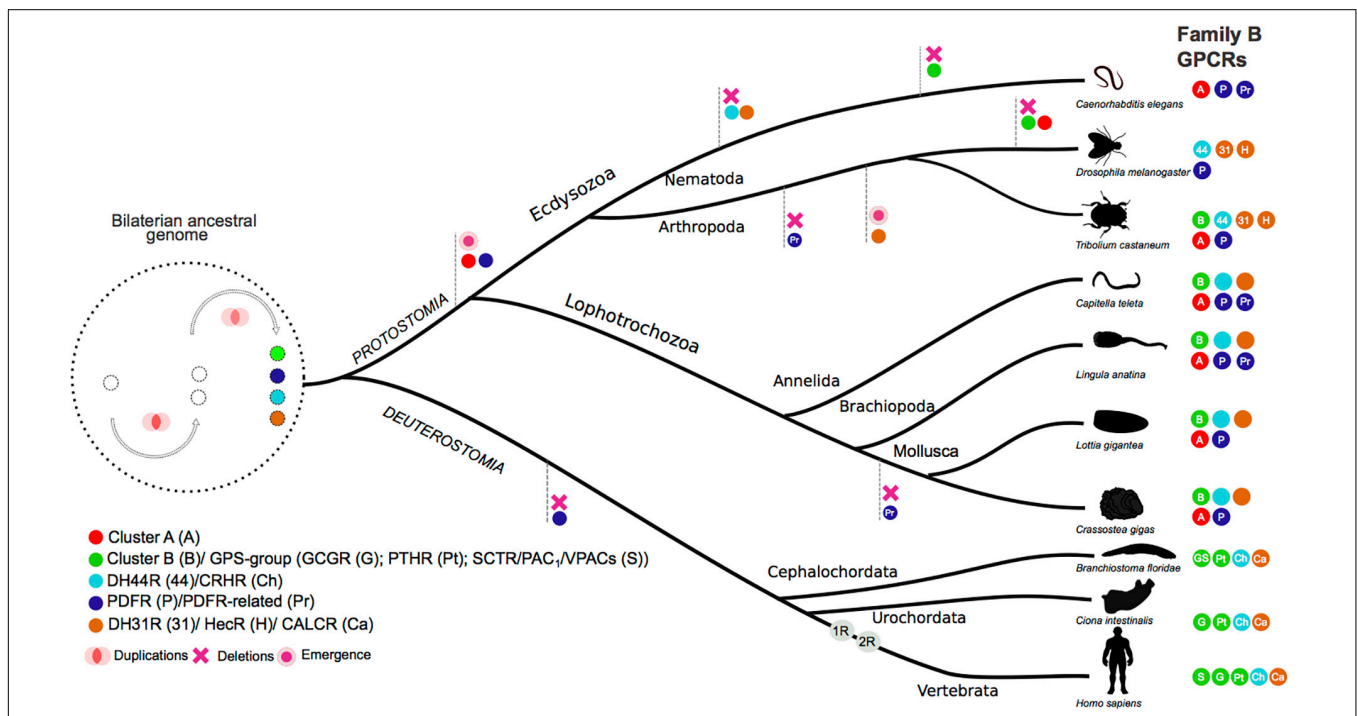 Family B
GPCRs
Caenorhabditis elegans
A P Pr
Nematoda
Ecdysozoa
44 31 H
Drosophila melanogaster
P
Arthropoda
Pr
B 44 31 H
Tribolium castaneum
A P
Bilaterian ancestral
genome
PROTOSTOMIA
Lophotrochozoa
B
Capitella teleta
A P Pr
Annelida
B
Lingula anatina
A P Pr
Brachiopoda
B
Lottia gigantea
A P
Mollusca
Pr
B
Crassostea gigas
A P
DEUTEROSTOMIA
Cephalochordata
Branchiostoma floridae
GS Pt Ch Ca
Urochordata
Ciona intestinalis
G Pt Ch Ca
1R
2R
Vertebrata
Homo sapiens
S G Pt Ch Ca
Cluster A (A)
Cluster B (B)/ GPS-group (GCGR (G); PTHR (Pt); SCTR/PAC₁/VPACs (S))
DH44R (44)/CRHR (Ch)
PDFR (P)/PDFR-related (Pr)
DH31R (31)/ HecR (H)/ CALCR (Ca)
Duplications Deletions Emergence